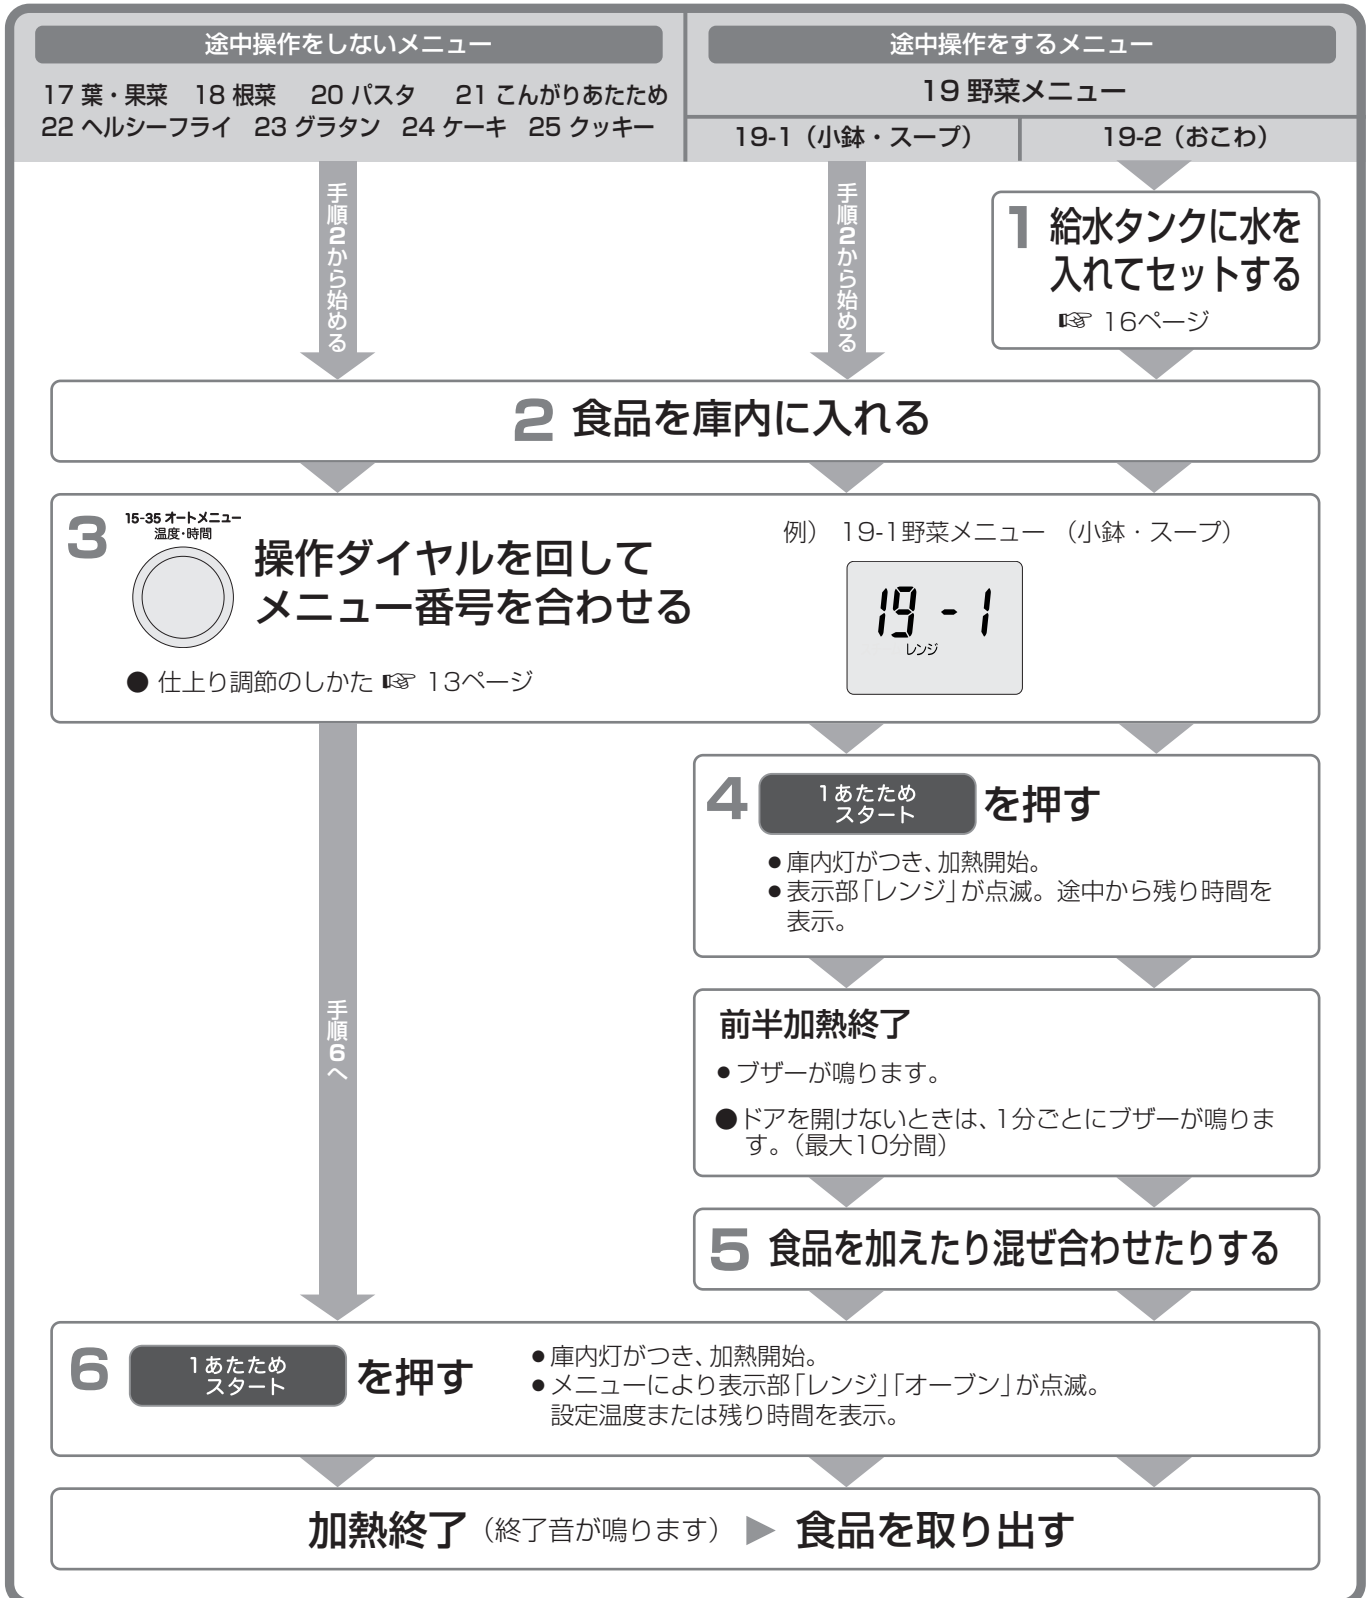 途中操作をしないメニュー
17 葉・果菜 18 根菜 20 パスタ 21 こんがりあたため
22 ヘルシーフライ 23 グラタン 24 ケーキ 25 クッキー
途中操作をするメニュー
19 野菜メニュー
19-1（小鉢・スープ）
19-2（おこわ）
手順2から始める
手順2から始める
1 給水タンクに水を
入れてセットする
☞ 16ページ
2 食品を庫内に入れる
3
15-35 オートメニュー
温度・時間
操作ダイヤルを回して
メニュー番号を合わせる
● 仕上り調節のしかた ☞ 13ページ
例） 19-1野菜メニュー （小鉢・スープ）
19 - 1
レンジ
手順6へ
4 1あたため
スタート
を押す
●庫内灯がつき、加熱開始。
●表示部「レンジ」が点滅。途中から残り時間を
表示。
前半加熱終了
●ブザーが鳴ります。
●ドアを開けないときは、1分ごとにブザーが鳴りま
す。（最大10分間）
5 食品を加えたり混ぜ合わせたりする
6 1あたため
スタート
を押す
●庫内灯がつき、加熱開始。
●メニューにより表示部「レンジ」「オーブン」が点滅。
設定温度または残り時間を表示。
加熱終了（終了音が鳴ります）▶ 食品を取り出す